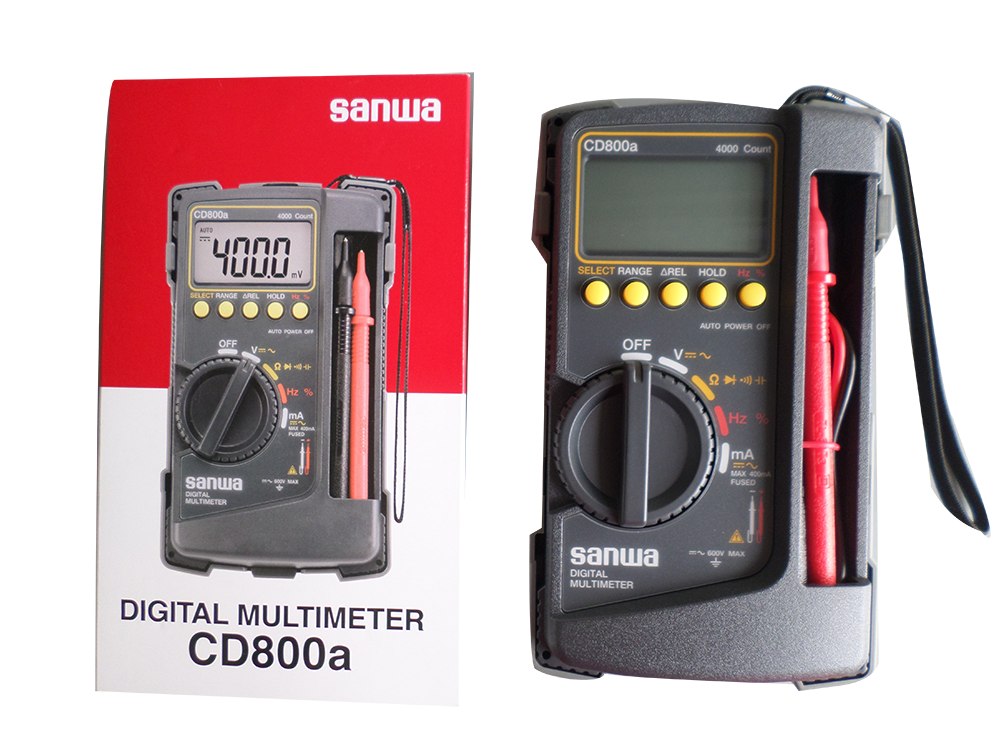 sanwa
CD800a 4000 Count
AUTO
400.0 mV
SELECT RANGE ΔREL HOLD Hz %
AUTO POWER OFF
OFF
V
Ω
Hz %
mA
MAX 400mA
FUSED
sanwa
DIGITAL
MULTIMETER
600V MAX
DIGITAL MULTIMETER
CD800a
CD800a 4000 Count
SELECT RANGE ΔREL HOLD Hz %
AUTO POWER OFF
OFF
V
Ω
Hz %
mA
MAX 400mA
FUSED
sanwa
DIGITAL
MULTIMETER
600V MAX